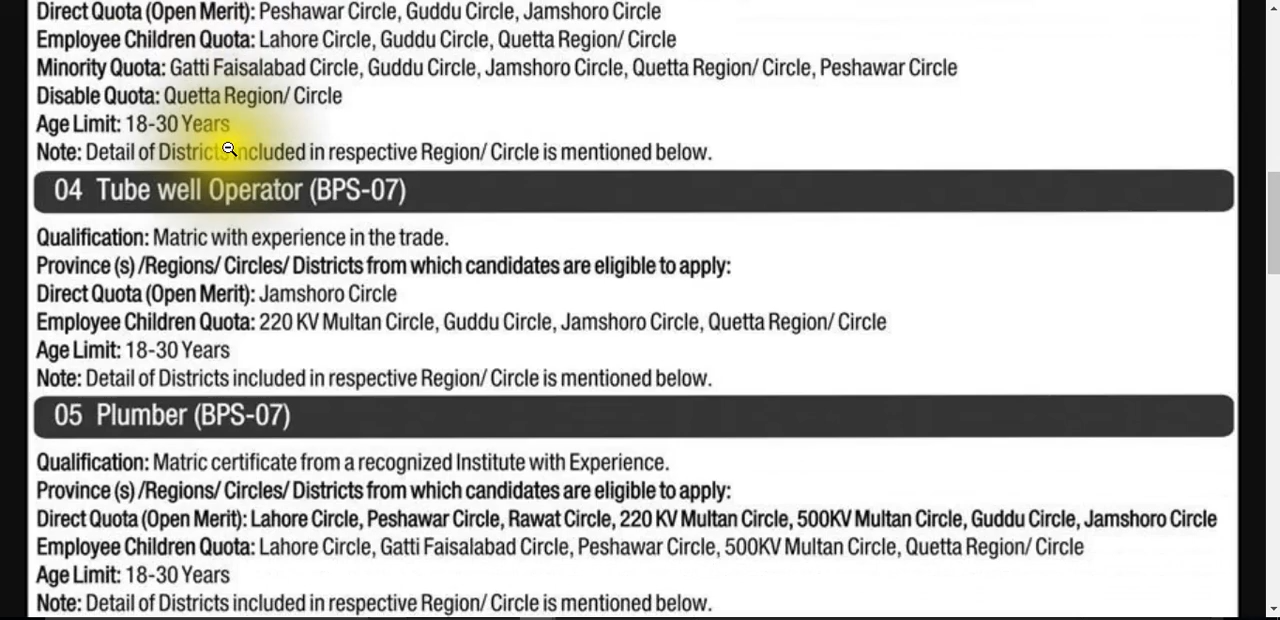 Direct Quota (Open Merit): Peshawar Circle, Guddu Circle, Jamshoro Circle
Employee Children Quota: Lahore Circle, Guddu Circle, Quetta Region/ Circle
Minority Quota: Gatti Faisalabad Circle, Guddu Circle, Jamshoro Circle, Quetta Region/ Circle, Peshawar Circle
Disable Quota: Quetta Region/ Circle
Age Limit: 18-30 Years
Note: Detail of Districts included in respective Region/ Circle is mentioned below.
04 Tube well Operator (BPS-07)
Qualification: Matric with experience in the trade.
Province (s) /Regions/ Circles/ Districts from which candidates are eligible to apply:
Direct Quota (Open Merit): Jamshoro Circle
Employee Children Quota: 220 KV Multan Circle, Guddu Circle, Jamshoro Circle, Quetta Region/ Circle
Age Limit: 18-30 Years
Note: Detail of Districts included in respective Region/ Circle is mentioned below.
05 Plumber (BPS-07)
Qualification: Matric certificate from a recognized Institute with Experience.
Province (s) /Regions/ Circles/ Districts from which candidates are eligible to apply:
Direct Quota (Open Merit): Lahore Circle, Peshawar Circle, Rawat Circle, 220 KV Multan Circle, 500KV Multan Circle, Guddu Circle, Jamshoro Circle
Employee Children Quota: Lahore Circle, Gatti Faisalabad Circle, Peshawar Circle, 500KV Multan Circle, Quetta Region/ Circle
Age Limit: 18-30 Years
Note: Detail of Districts included in respective Region/ Circle is mentioned below.